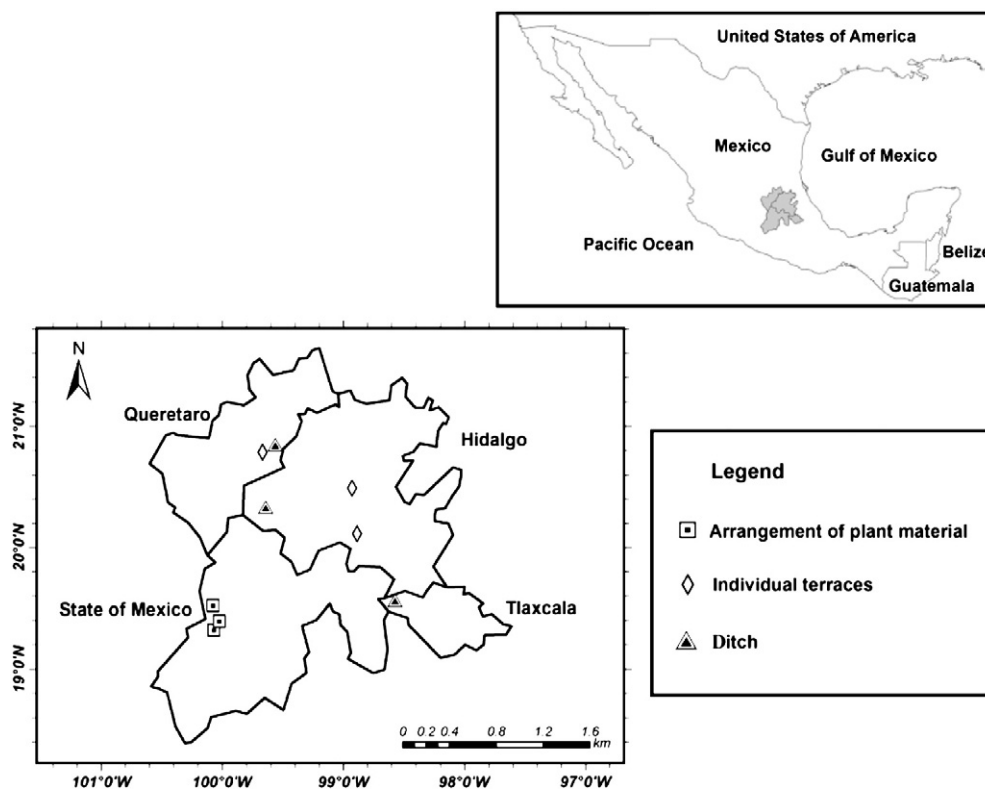 United States of America
Mexico
Gulf of Mexico
Pacific Ocean
Belize
Guatemala
N
Queretaro
Hidalgo
State of Mexico
Tlaxcala
21°0'N
20°0'N
19°0'N
0 0.2 0.4 0.8 1.2 1.6
km
101°0'W 100°0'W 99°0'W 98°0'W 97°0'W
Legend
Arrangement of plant material
Individual terraces
Ditch